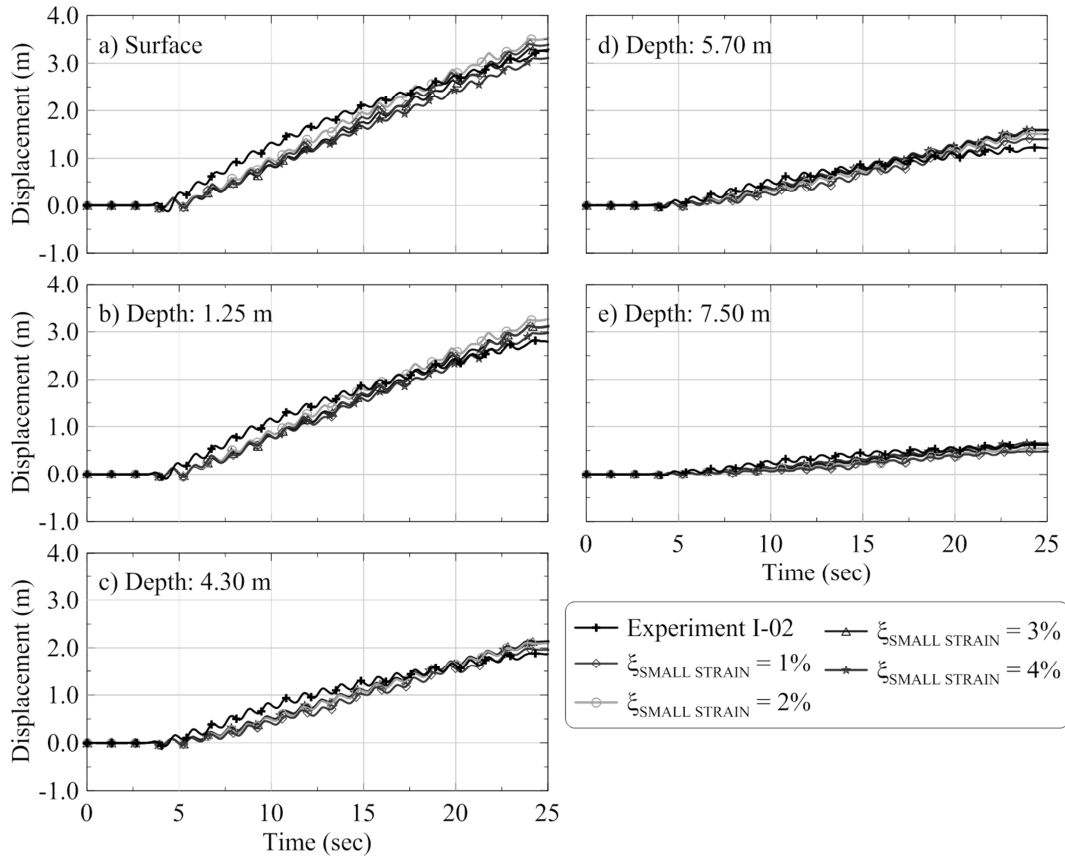 4.0
3.0
2.0
1.0
0.0
-1.0
Displacement (m)
a) Surface
4.0
3.0
2.0
1.0
0.0
-1.0
Displacement (m)
b) Depth: 1.25 m
4.0
3.0
2.0
1.0
0.0
-1.0
Displacement (m)
c) Depth: 4.30 m
0 5 10 15 20 25
Time (sec)
d) Depth: 5.70 m
e) Depth: 7.50 m
0 5 10 15 20 25
Time (sec)
Experiment I-02
ξSMALL STRAIN = 1%
ξSMALL STRAIN = 2%
ξSMALL STRAIN = 3%
ξSMALL STRAIN = 4%